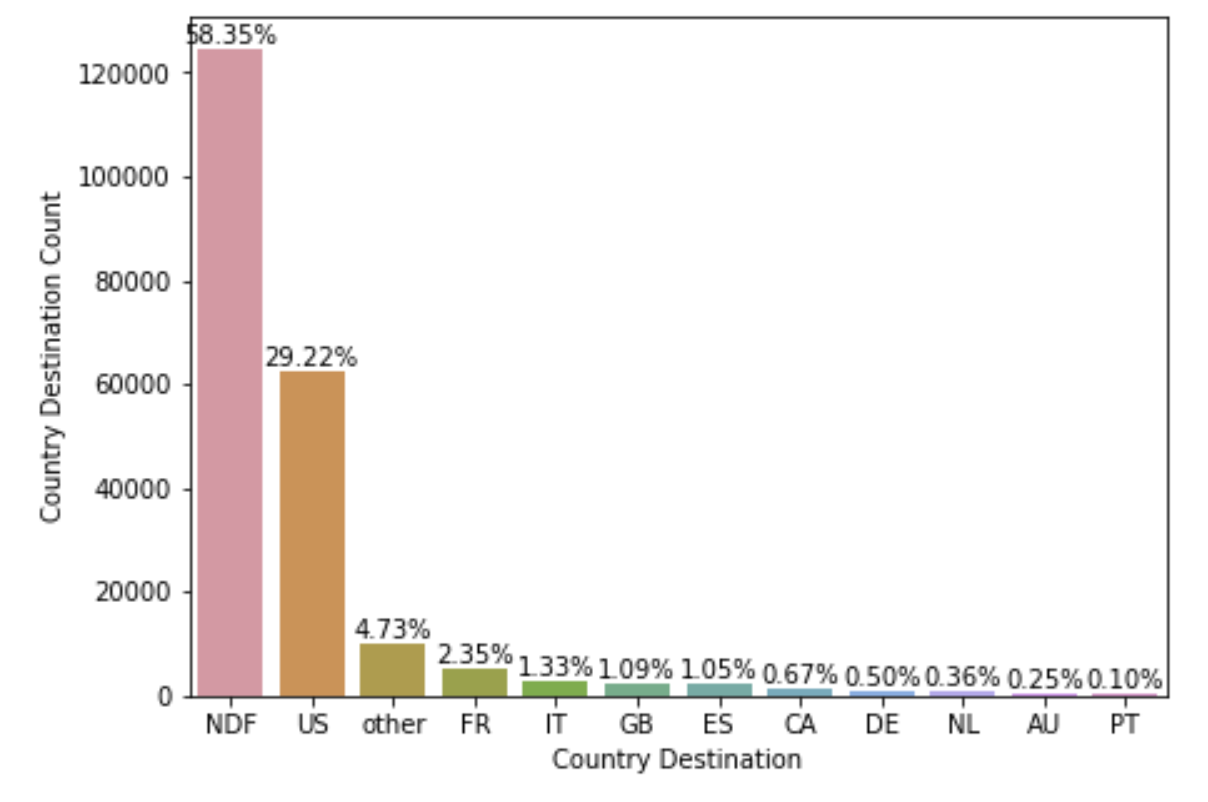 58.35%
120000
100000
80000
29.22%
60000
40000
20000
4.73%
2.35% 1.33% 1.09% 1.05% 0.67% 0.50% 0.36% 0.25% 0.10%
0
NDF US other FR IT GB ES CA DE NL AU PT
Country Destination
Country Destination Count